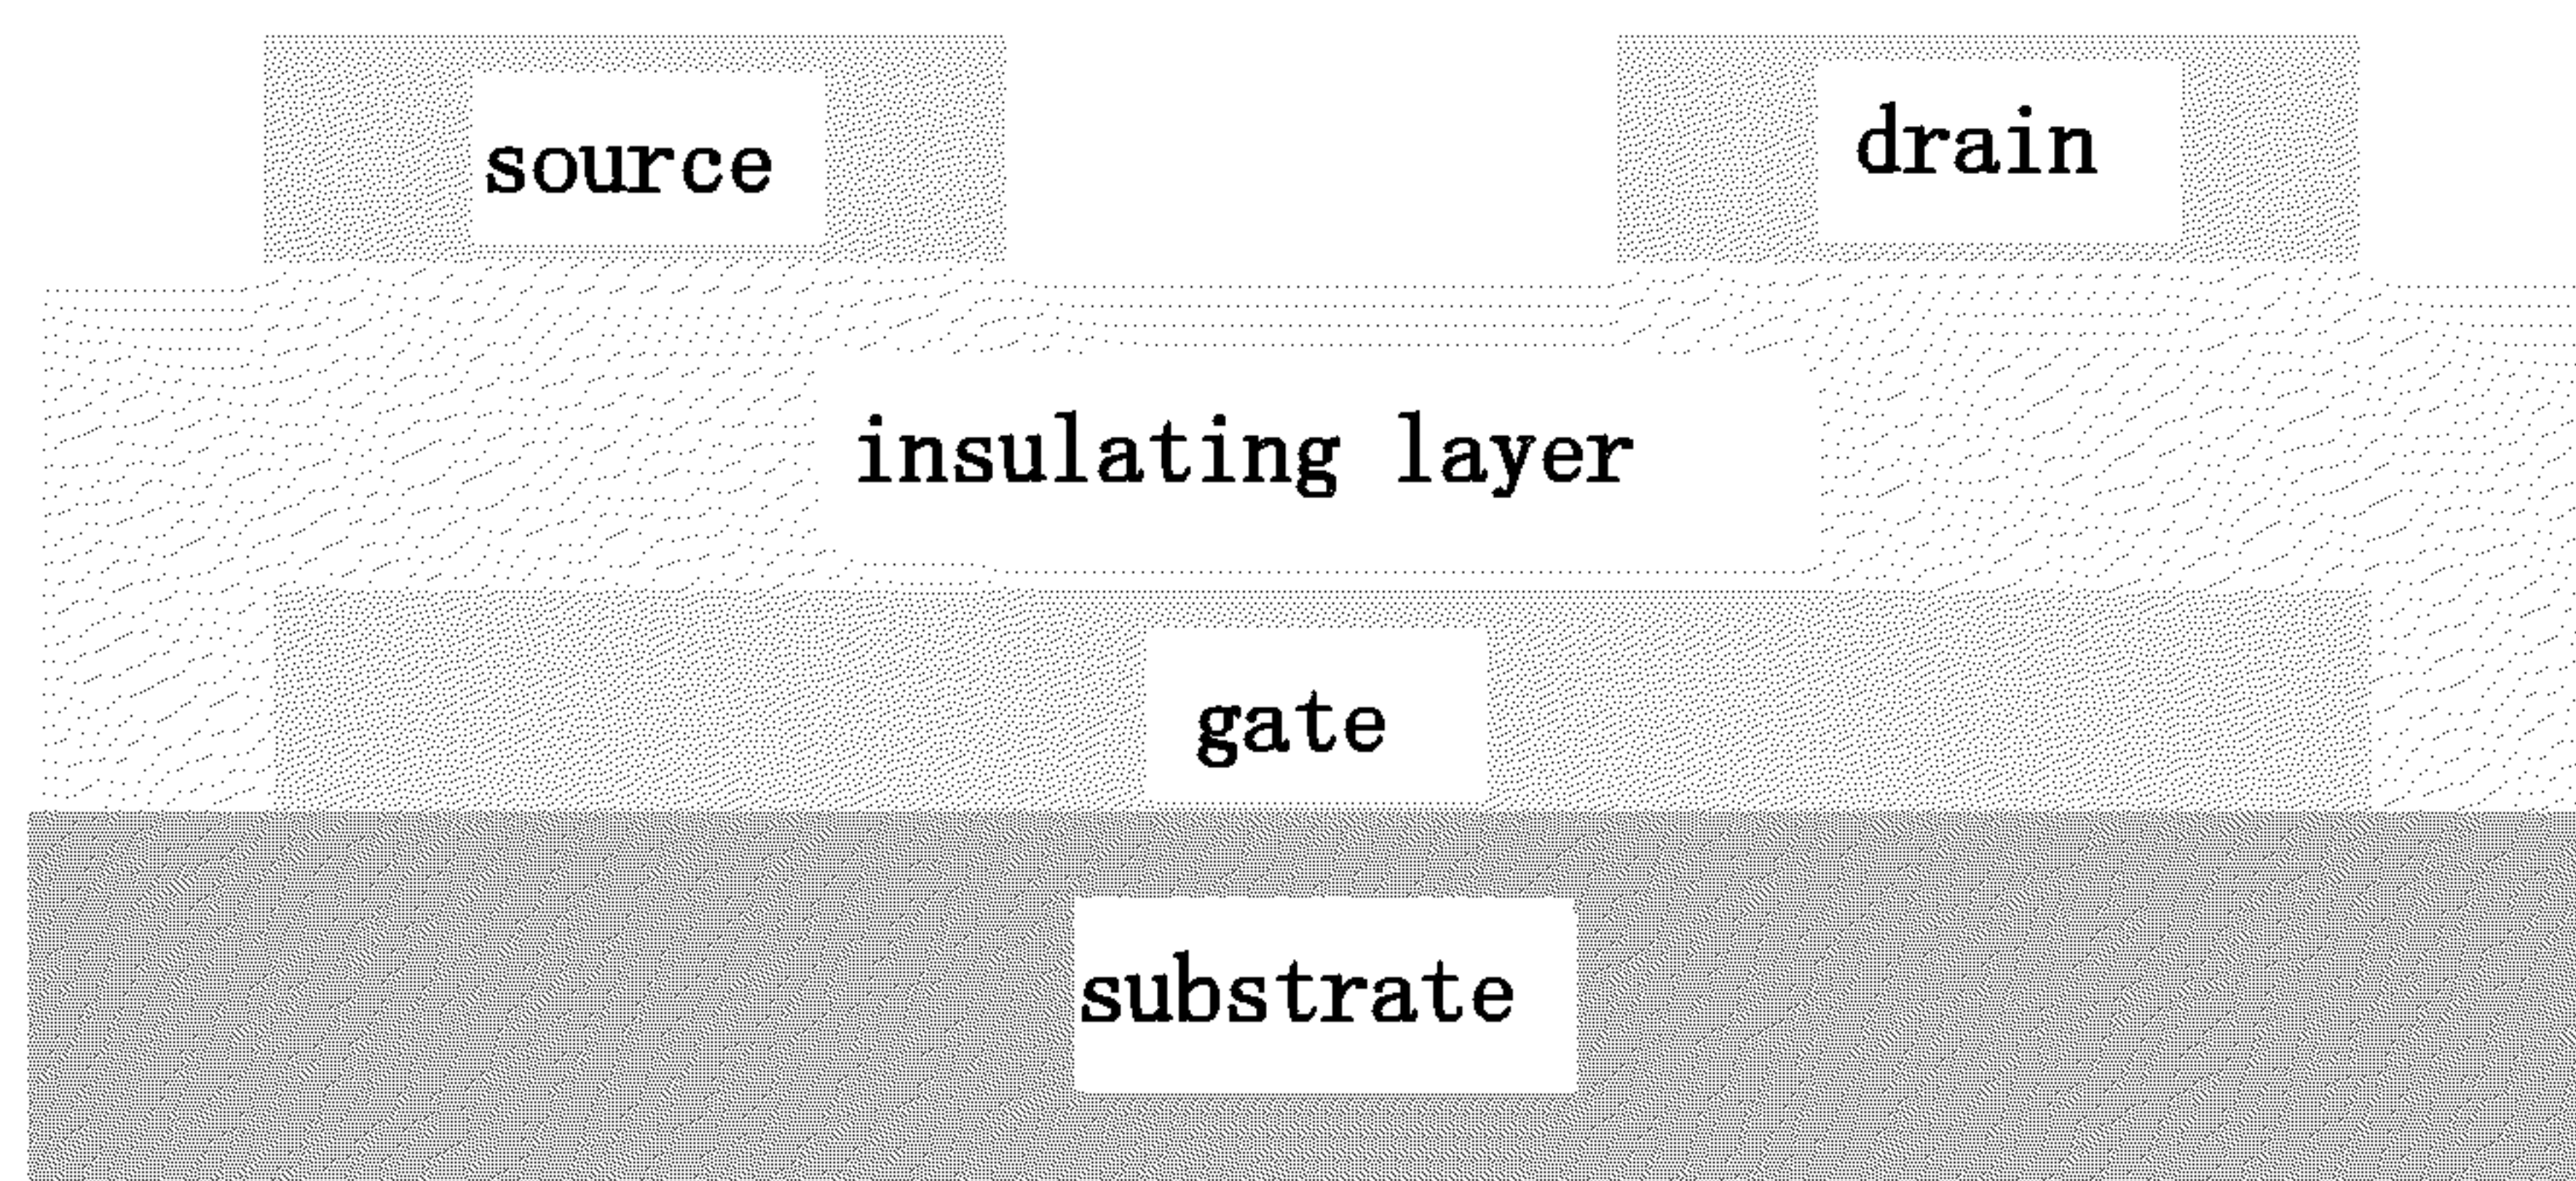 source
drain
insulating layer
gate
substrate